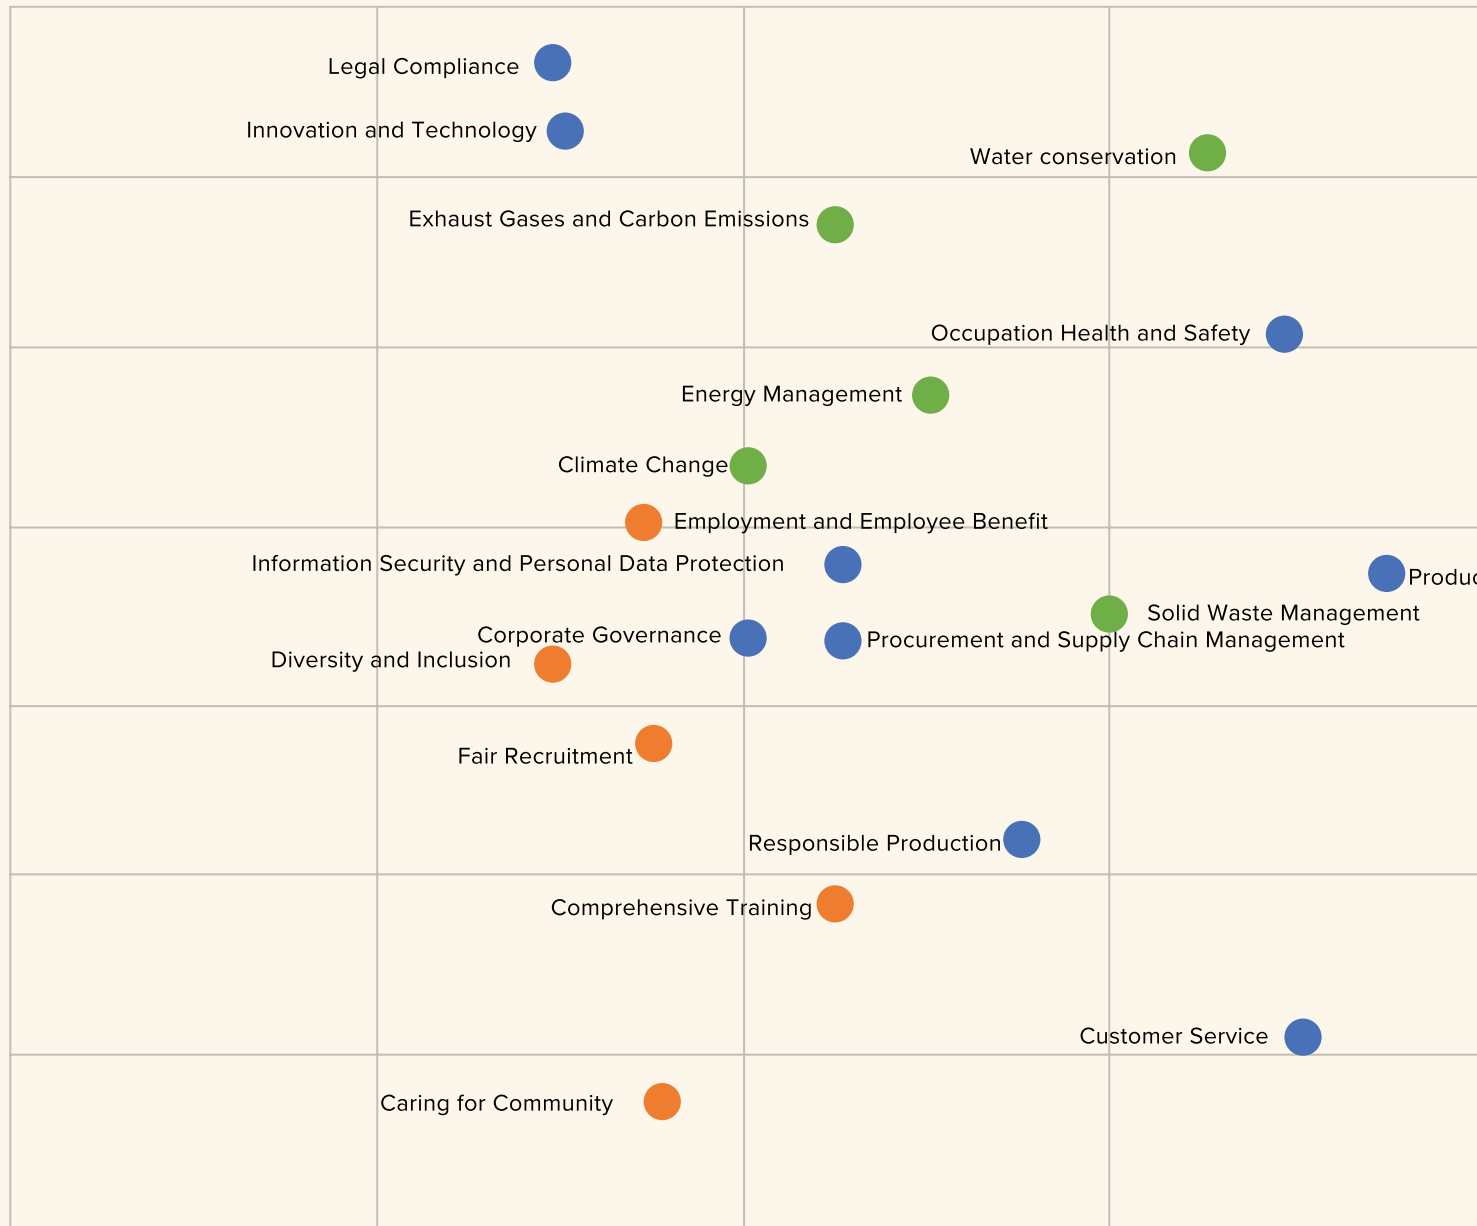 Legal Compliance
Innovation and Technology
Water conservation
Exhaust Gases and Carbon Emissions
Occupation Health and Safety
Energy Management
Climate Change
Employment and Employee Benefit
Information Security and Personal Data Protection
Solid Waste Management
Corporate Governance
Procurement and Supply Chain Management
Diversity and Inclusion
Fair Recruitment
Responsible Production
Comprehensive Training
Customer Service
Caring for Community